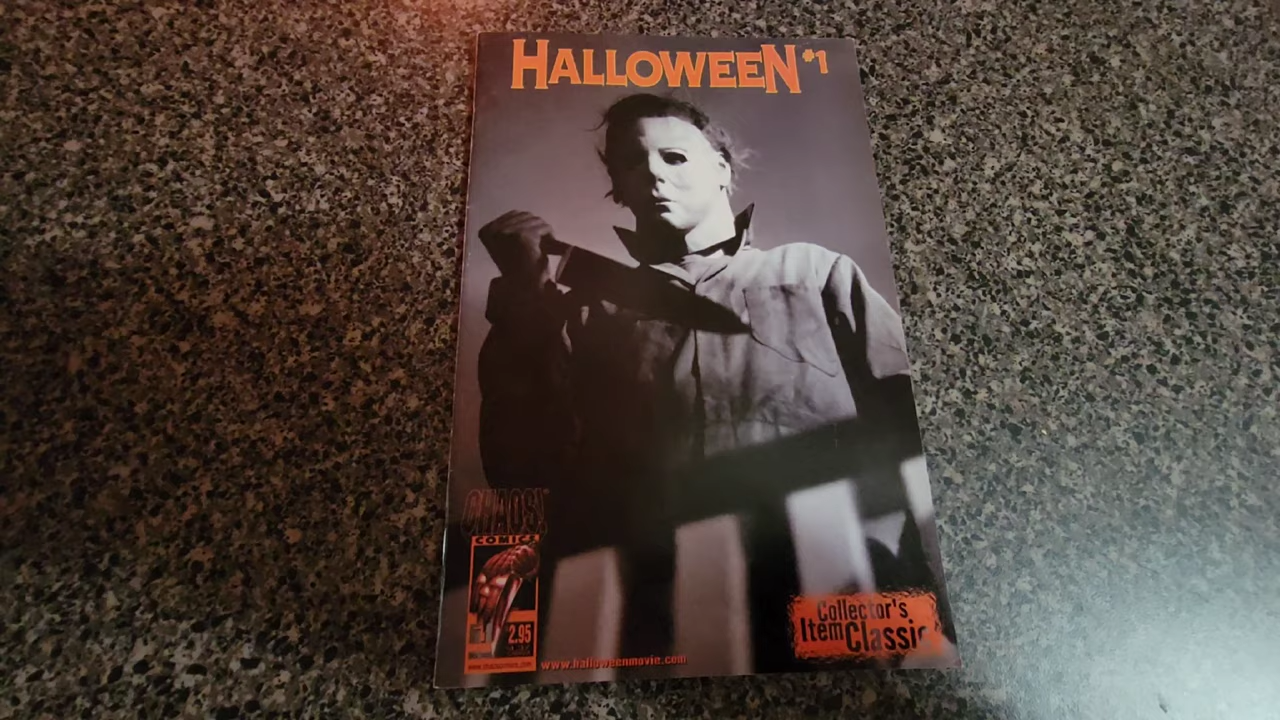 HALLOWEEN #1
CHAOS!
COMICS
$2.95
www.halloweenmovie.com
Collector's
Item Classic